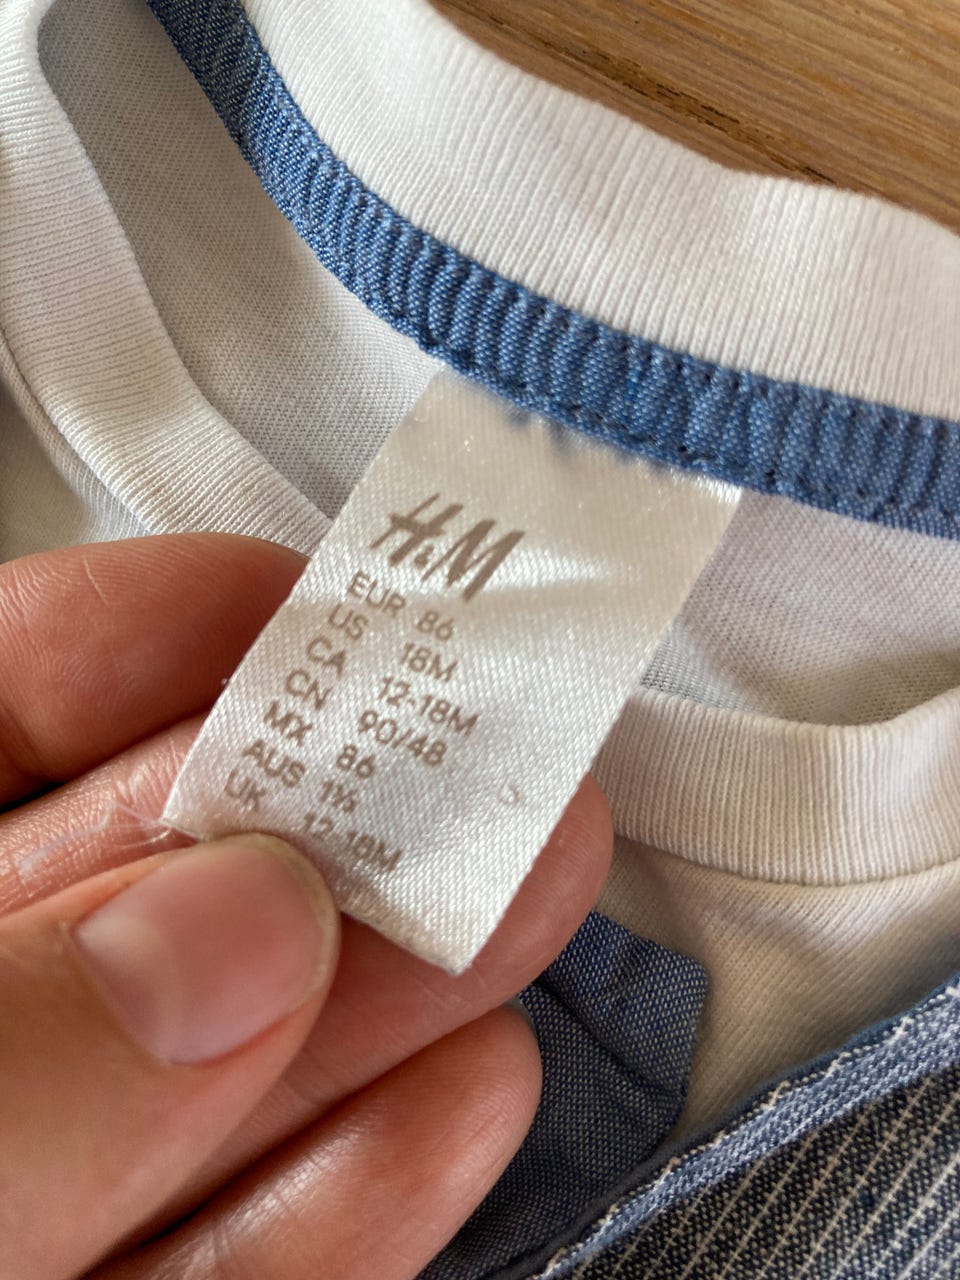 H&M
EUR 86
US 18M
CA 12-18M
CN 90/48
MX 86
AUS 1½
UK 12-18M